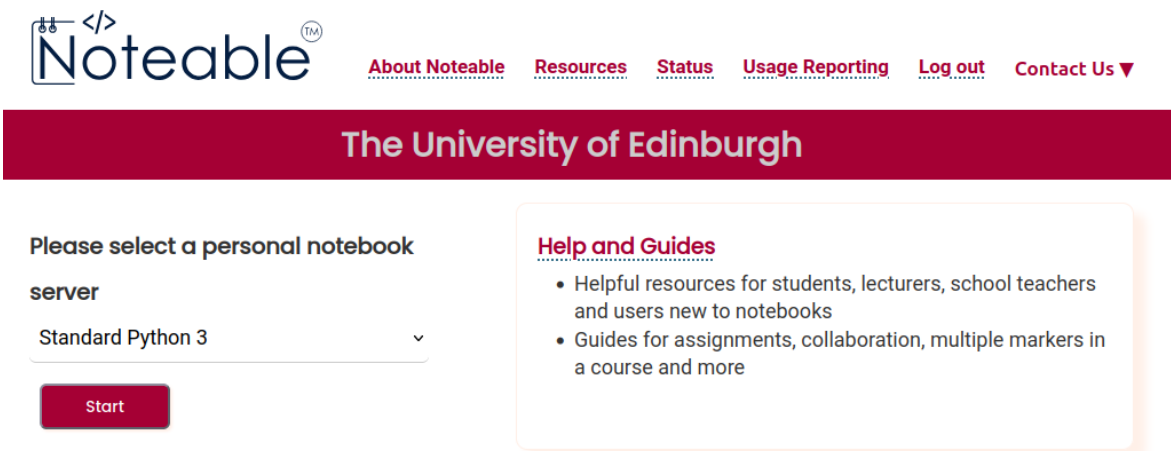 </>
Noteable TM
About Noteable Resources Status Usage Reporting Log out Contact Us ▼
The University of Edinburgh
Please select a personal notebook
server
Standard Python 3
Start
Help and Guides
• Helpful resources for students, lecturers, school teachers
and users new to notebooks
• Guides for assignments, collaboration, multiple markers in
a course and more